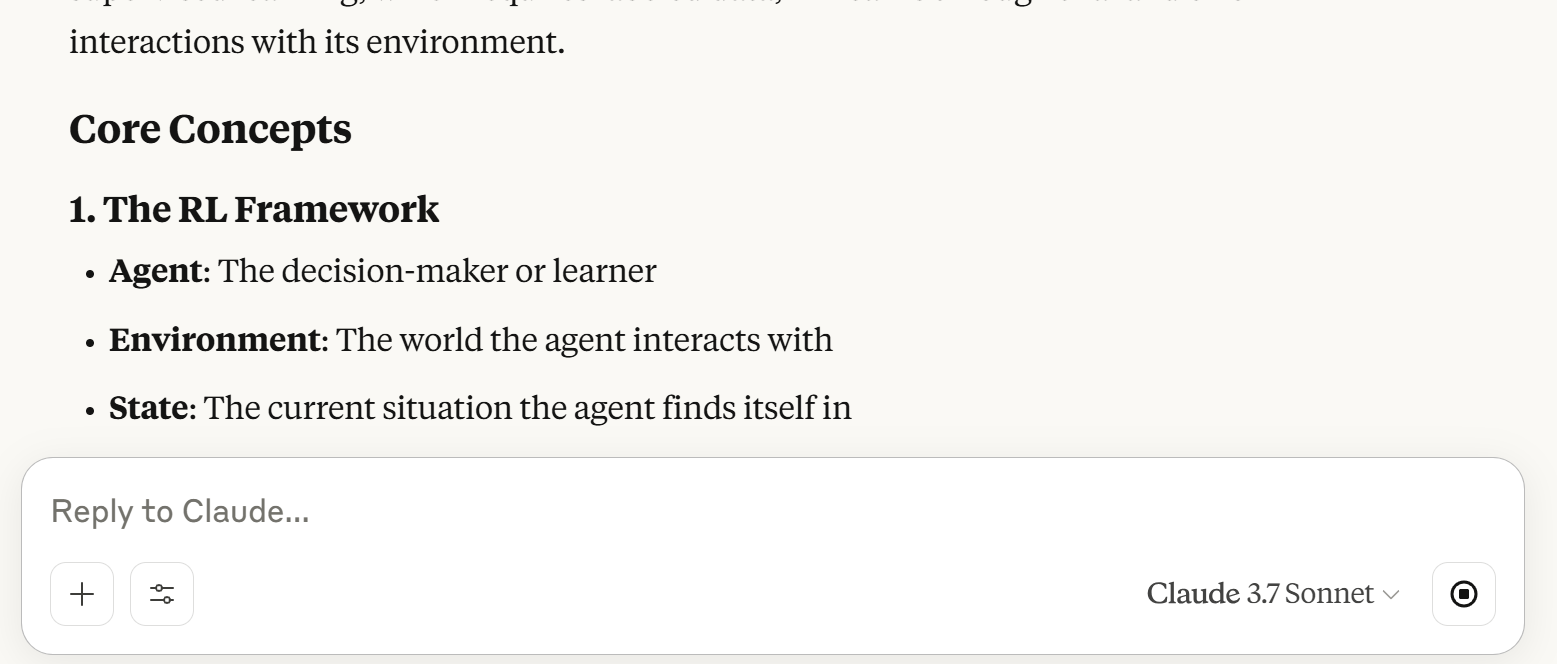 interactions with its environment.
Core Concepts
1. The RL Framework
• Agent: The decision-maker or learner
• Environment: The world the agent interacts with
• State: The current situation the agent finds itself in
Reply to Claude...
Claude 3.7 Sonnet